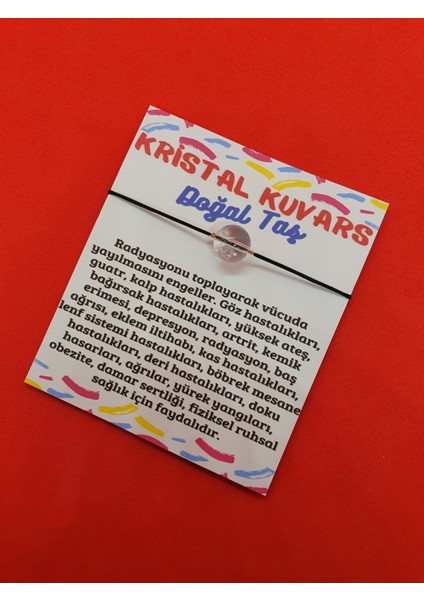 KRİSTAL KUVARS
Doğal Taş
Radyasyonu toplayarak vücuda
yayılmasını engeller. Göz hastalıkları,
guatr, kalp hastalıkları, yüksek ateş,
bağırsak hastalıkları, artrit, kemik
erimesi, depresyon, radyasyon, baş
ağrısı, eklem iltihabı, kas hastalıkları,
lenf sistemi hastalıkları, böbrek mesane
hastalıkları, deri hastalıkları, doku
hasarları, ağrılar, yürek yangıları,
obezite, damar sertliği, fiziksel ruhsal
sağlık için faydalıdır.